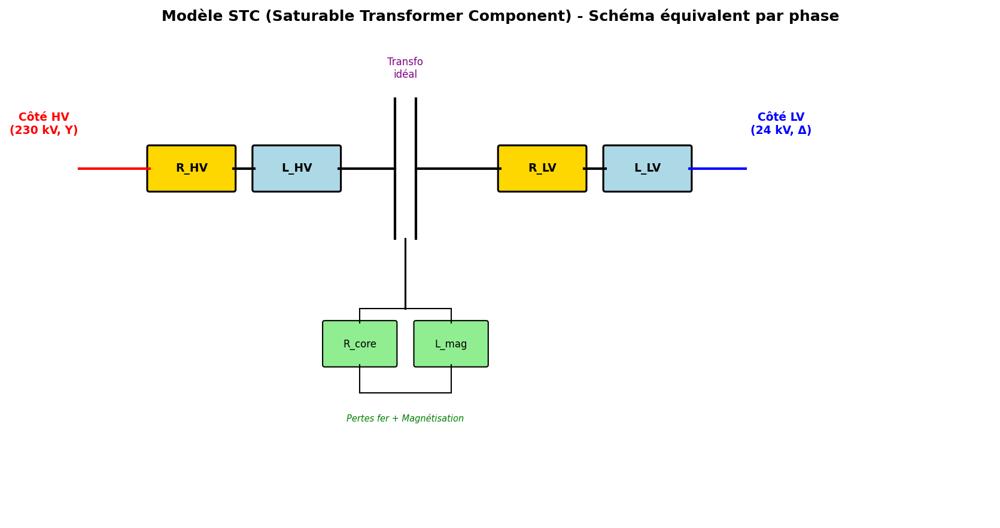 Modèle STC (Saturable Transformer Component) - Schéma équivalent par phase
Transfo
idéal
Côté HV
(230 kV, Y)
Côté LV
(24 kV, Δ)
R_HV
L_HV
R_LV
L_LV
R_core
L_mag
Pertes fer + Magnétisation